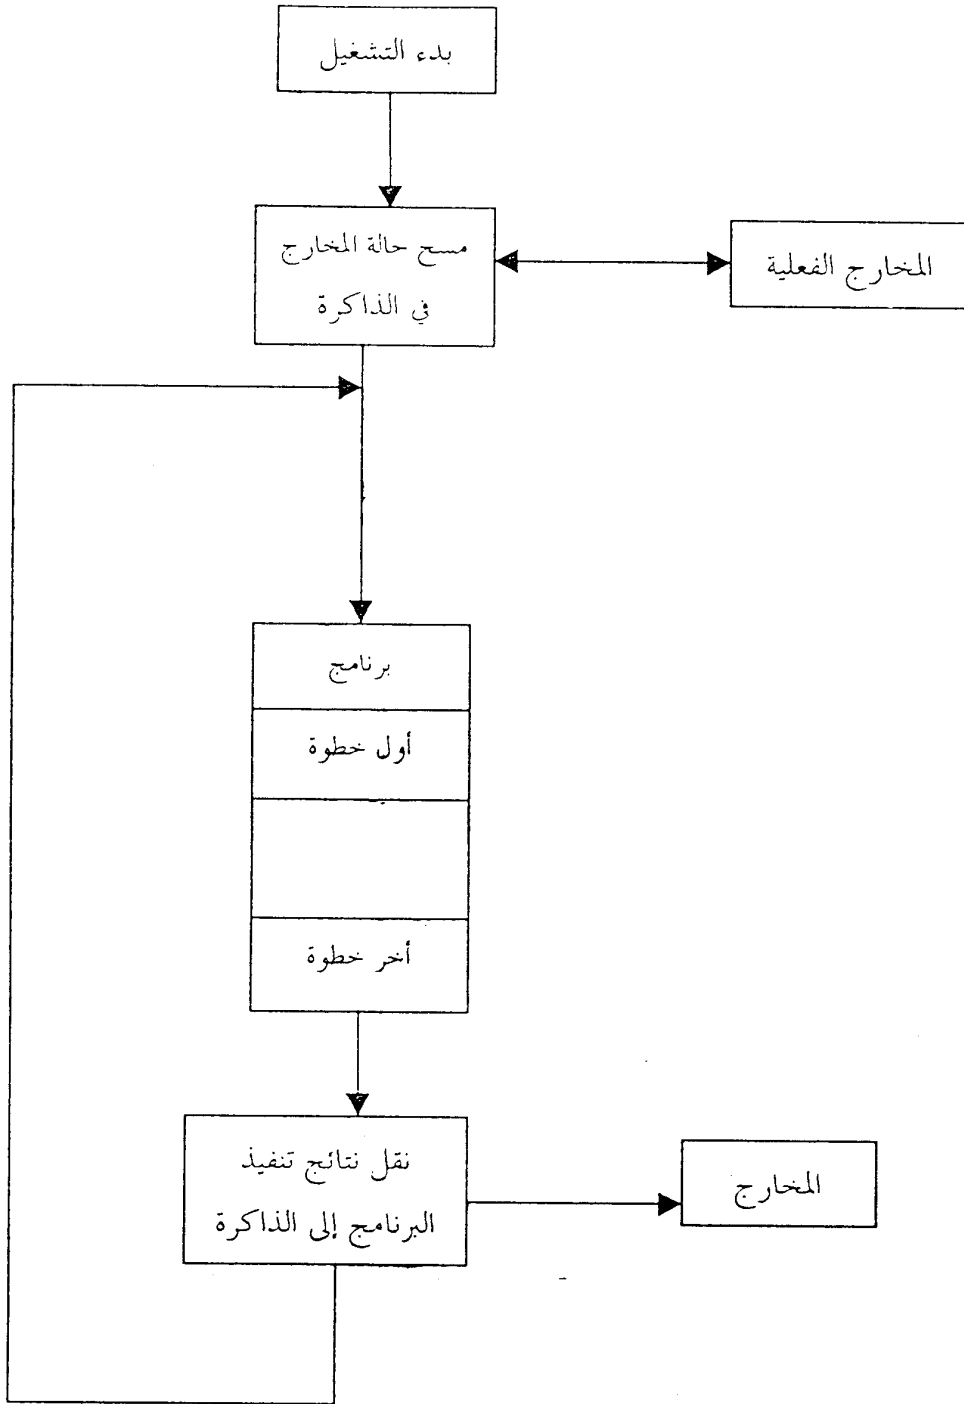 بدء التشغيل
مسح حالة المخارج
في الذاكرة
المخارج الفعلية
برنامج
أول خطوة
أخر خطوة
نقل نتائج تنفيذ
البرنامج إلى الذاكرة
المخارج